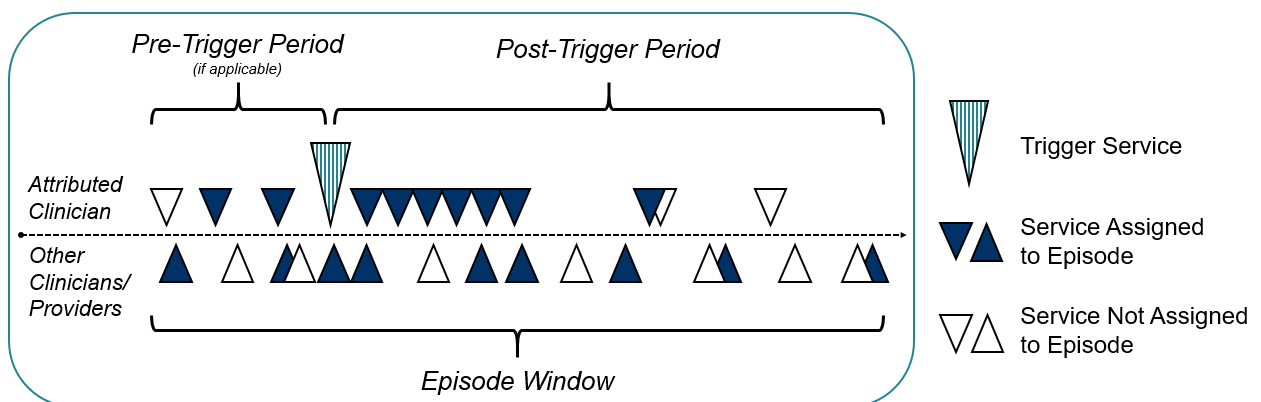 Pre-Trigger Period
(if applicable)
Post-Trigger Period
Attributed
Clinician
Other
Clinicians/
Providers
Episode Window
Trigger Service
Service Assigned
to Episode
Service Not Assigned
to Episode